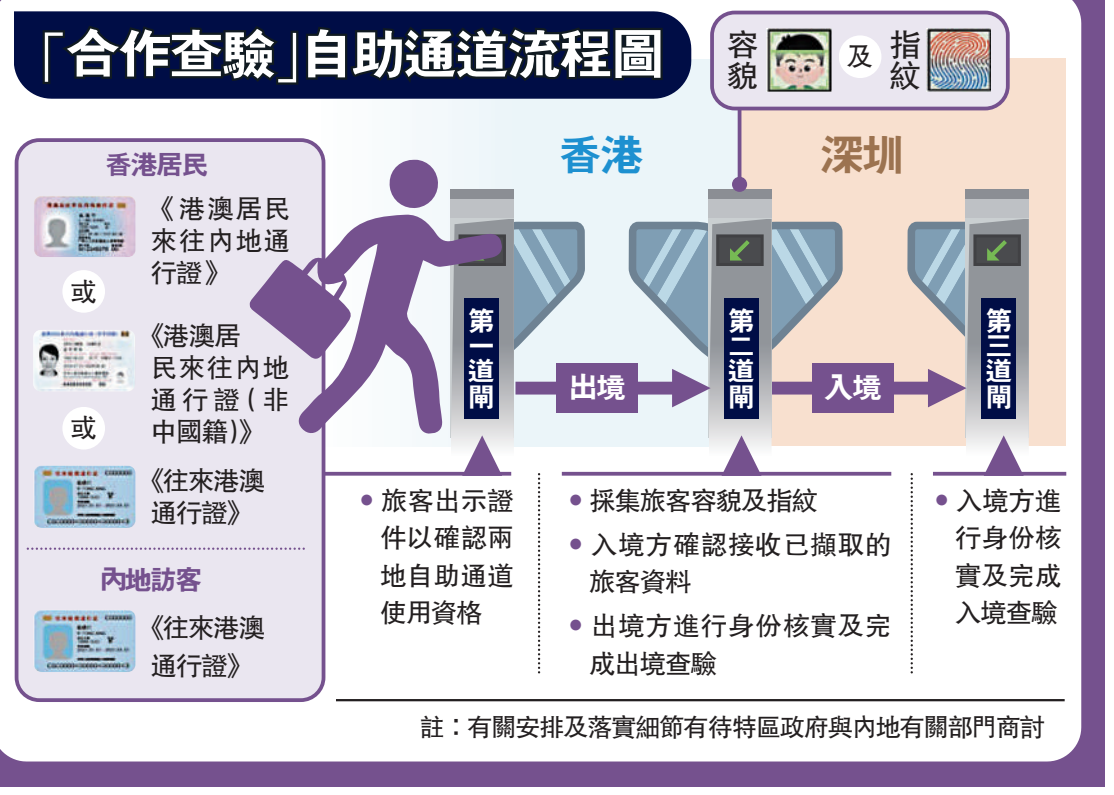 「合作查驗」自助通道流程圖
容貌
及
指紋
香港居民
《港澳居民
來往內地通
行證》
或
《港澳居
民來往內地
通行證(非
中國籍)》
或
《往來港澳
通行證》
內地訪客
《往來港澳
通行證》
香港
深圳
第一道閘
出境
第二道閘
入境
第三道閘
• 旅客出示證
件以確認兩
地自助通道
使用資格
• 採集旅客容貌及指紋
• 入境方確認接收已擷取的
旅客資料
• 出境方進行身份核實及完
成出境查驗
• 入境方進
行身份核
實及完成
入境查驗
註：有關安排及落實細節有待特區政府與內地有關部門商討